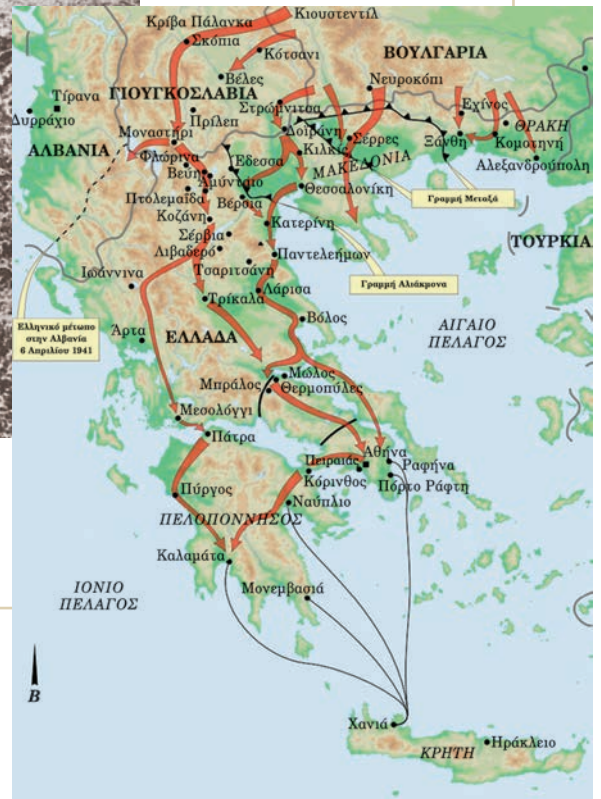 Κιουστεντίλ
Κρίβα Πάλανκα
Σκόπια
Κότσανι
ΒΟΥΛΓΑΡΙΑ
Βέλες
Νευροκόπι
Τίρανα
ΓΙΟΥΓΚΟΣΛΑΒΙΑ
Στρώμνιτσα
Εχίνος
Δυρράχιο
Πρίλεπ
ΘΡΑΚΗ
Μοναστήρι
Δοϊράνη
Σέρρες
Ξάνθη
Κομοτηνή
ΑΛΒΑΝΙΑ
Φλώρινα
Έδεσσα
Κιλκίς
ΜΑΚΕΔΟΝΙΑ
Αλεξανδρούπολη
Βεύη
Αμύνταιο
Θεσσαλονίκη
Γραμμή Μεταξά
Πτολεμαΐδα
Βέροια
Κοζάνη
Κατερίνη
Σέρβια
ΤΟΥΡΚΙΑ
Λιβαδερό
Παντελεήμων
Τσαριτσάνη
Ιωάννινα
Λάρισα
Γραμμή Αλιάκμονα
Τρίκαλα
Ελληνικό μέτωπο
στην Αλβανία
6 Απριλίου 1941
Άρτα
ΕΛΛΑΔΑ
Βόλος
ΑΙΓΑΙΟ
ΠΕΛΑΓΟΣ
Μώλος
Μπράλος
Θερμοπύλες
Μεσολόγγι
Πάτρα
Αθήνα
Πειραιάς
Ραφήνα
Κόρινθος
Πόρτο Ράφτη
Πύργος
Ναύπλιο
ΠΕΛΟΠΟΝΝΗΣΟΣ
Καλαμάτα
ΙΟΝΙΟ
ΠΕΛΑΓΟΣ
Μονεμβασιά
Β
Χανιά
Ηράκλειο
ΚΡΗΤΗ